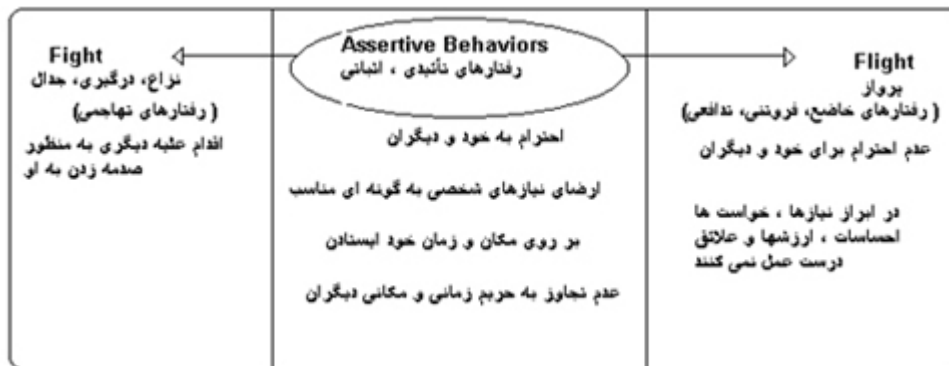 Fight
نزاع، درگیری، جدال
(رفتارهای تهاجمی)
اقدام علیه دیگری به منظور
صدمه زدن به او
Assertive Behaviors
رفتارهای تأئیدی ، اثباتی
احترام به خود و دیگران
ارضای نیازهای شخصی به گونه ای مناسب
بر روی مکان و زمان خود ایستادن
عدم تجاوز به حریم زمانی و مکانی دیگران
Flight
پرواز
(رفتارهای خاضع، فروتنی، تدافعی)
عدم احترام برای خود و دیگران
در ابراز نیازها ، خواست ها
احساسات ، ارزشها و علائق
درست عمل نمی کنند